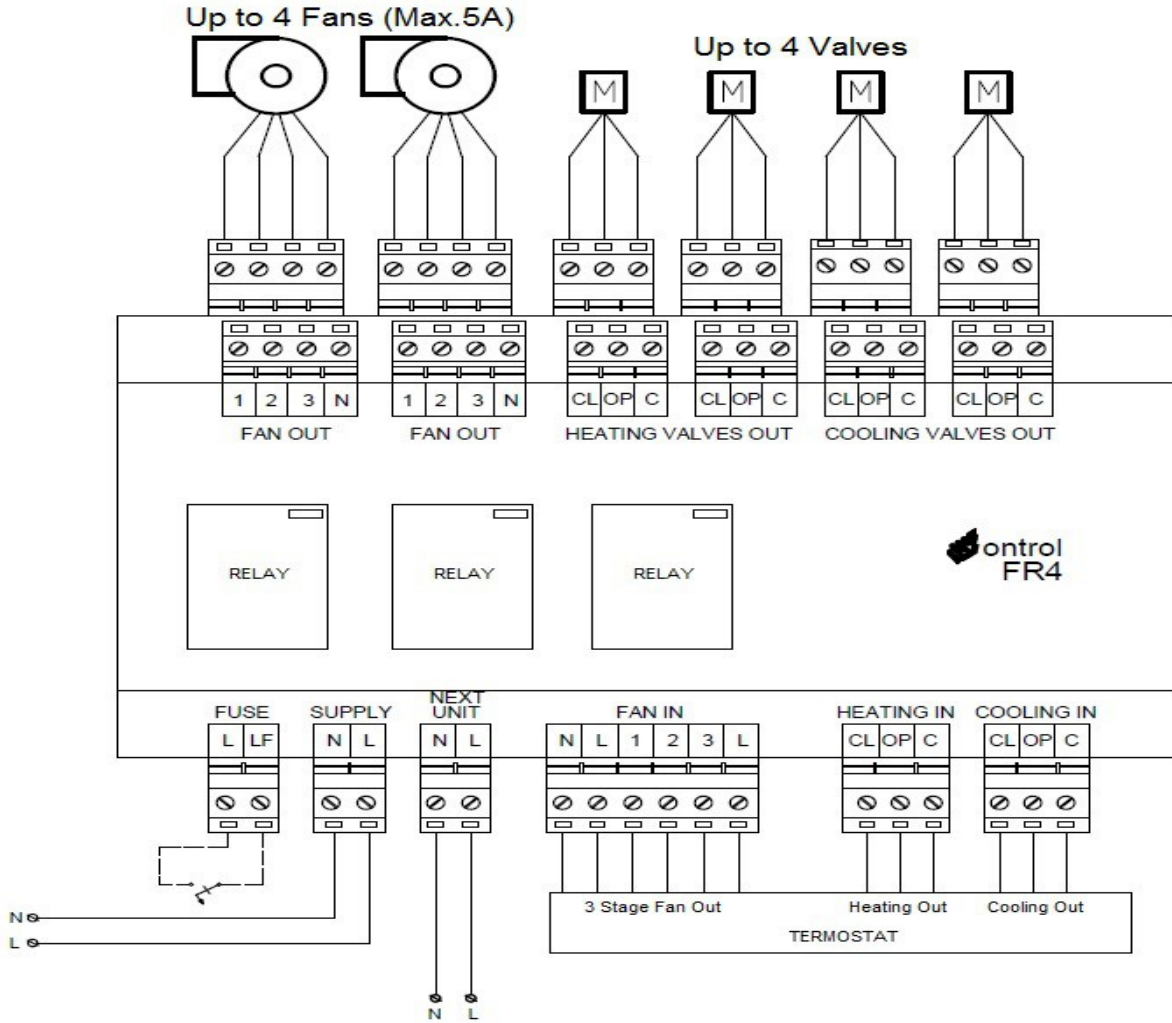 Up to 4 Fans (Max.5A)
Up to 4 Valves
M M M M
1 2 3 N 1 2 3 N CL OP C CL OP C CL OP C CL OP C
FAN OUT FAN OUT HEATING VALVES OUT COOLING VALVES OUT
RELAY RELAY RELAY
ontrol
FR4
FUSE SUPPLY NEXT UNIT FAN IN HEATING IN COOLING IN
L LF N L N L N L 1 2 3 L CL OP C CL OP C
3 Stage Fan Out Heating Out Cooling Out
TERMOSTAT
N
L
N L